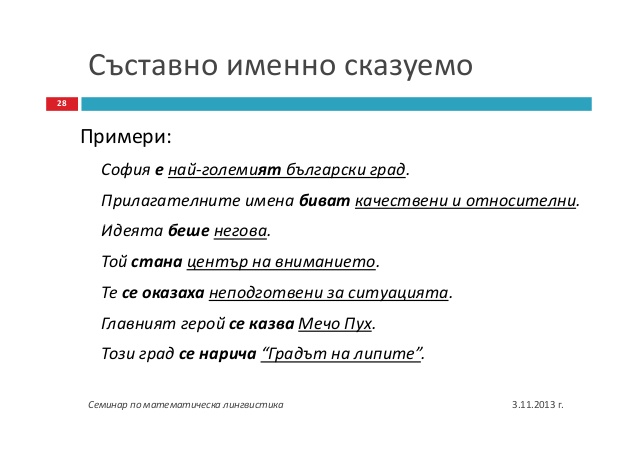 Съставно именно сказуемо
28
Примери:
София е най-големият български град.
Прилагателните имена биват качествени и относителни.
Идеята беше негова.
Той стана център на вниманието.
Те се оказаха неподготвени за ситуацията.
Главният герой се казва Мечо Пух.
Този град се нарича “Градът на липите”.
Семинар по математическа лингвистика 3.11.2013 г.